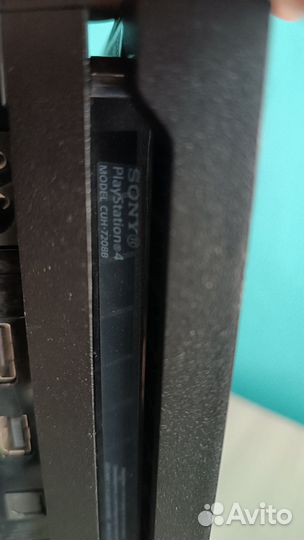 SONY®
PlayStation®4
MODEL CUH-7208B
Avito